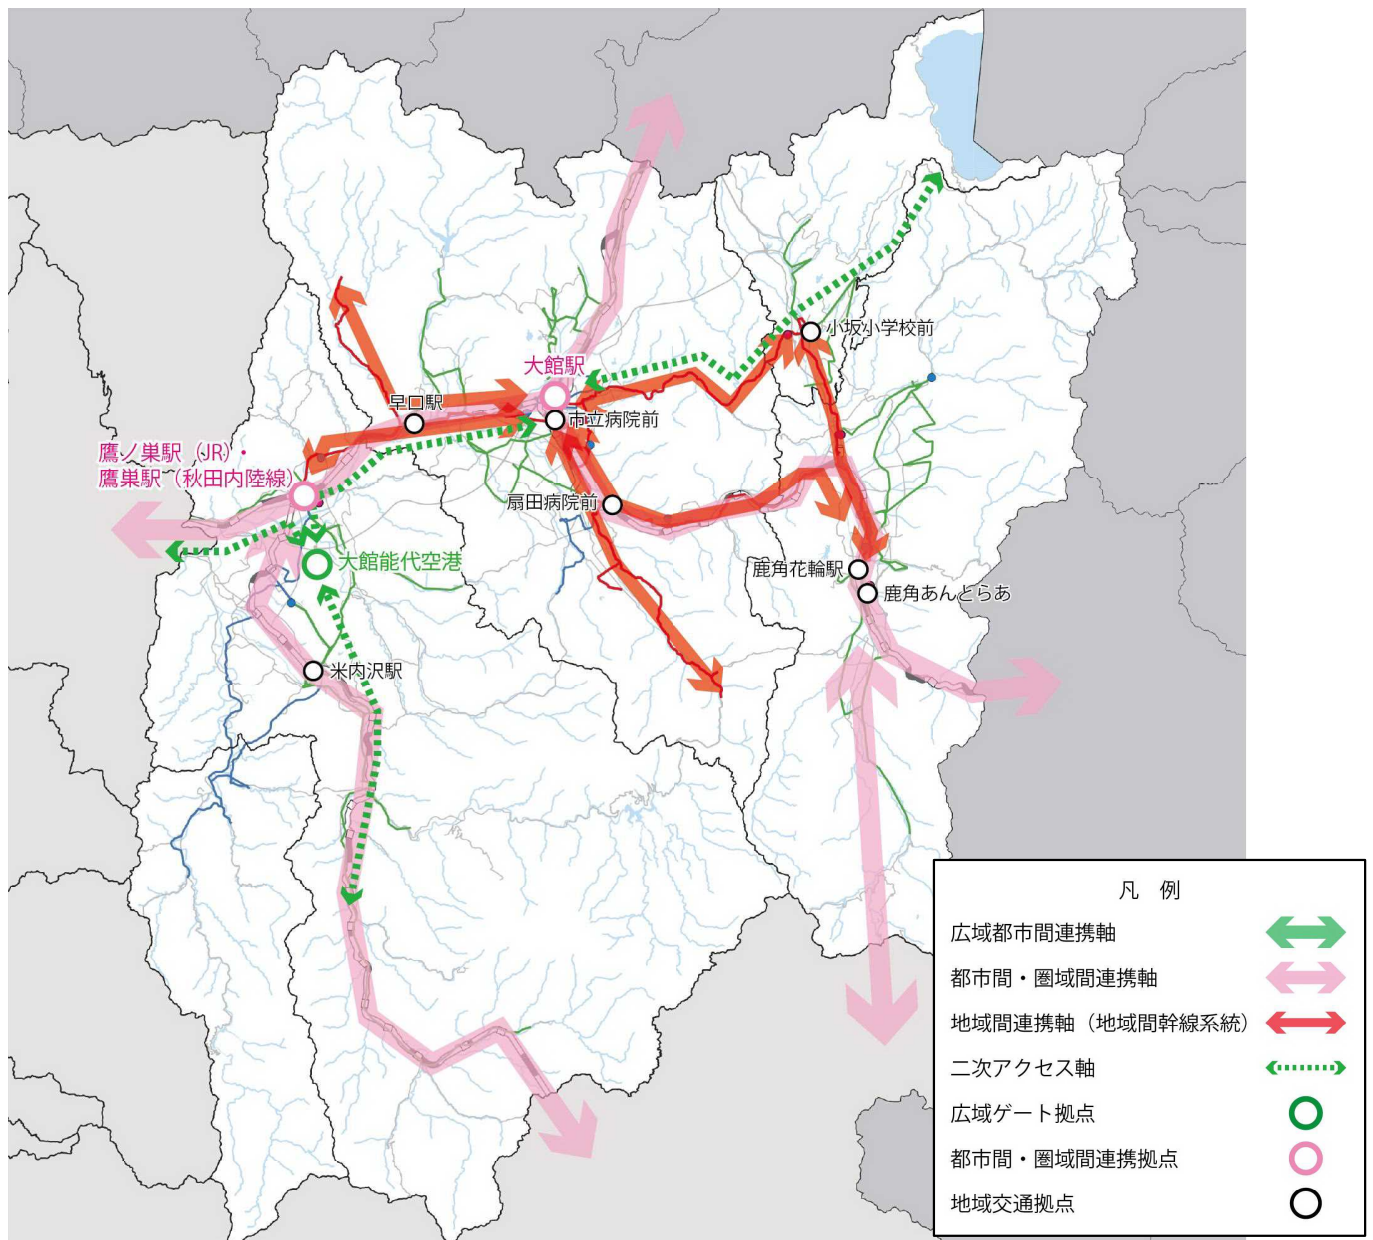 小坂小学校前
大館駅
早口駅
市立病院前
鷹ノ巣駅（JR）・
鷹巣駅（秋田内陸線）
扇田病院前
大館能代空港
鹿角花輪駅
鹿角あんとらあ
米内沢駅
凡　例
広域都市間連携軸
都市間・圏域間連携軸
地域間連携軸（地域間幹線系統）
二次アクセス軸
広域ゲート拠点
都市間・圏域間連携拠点
地域交通拠点